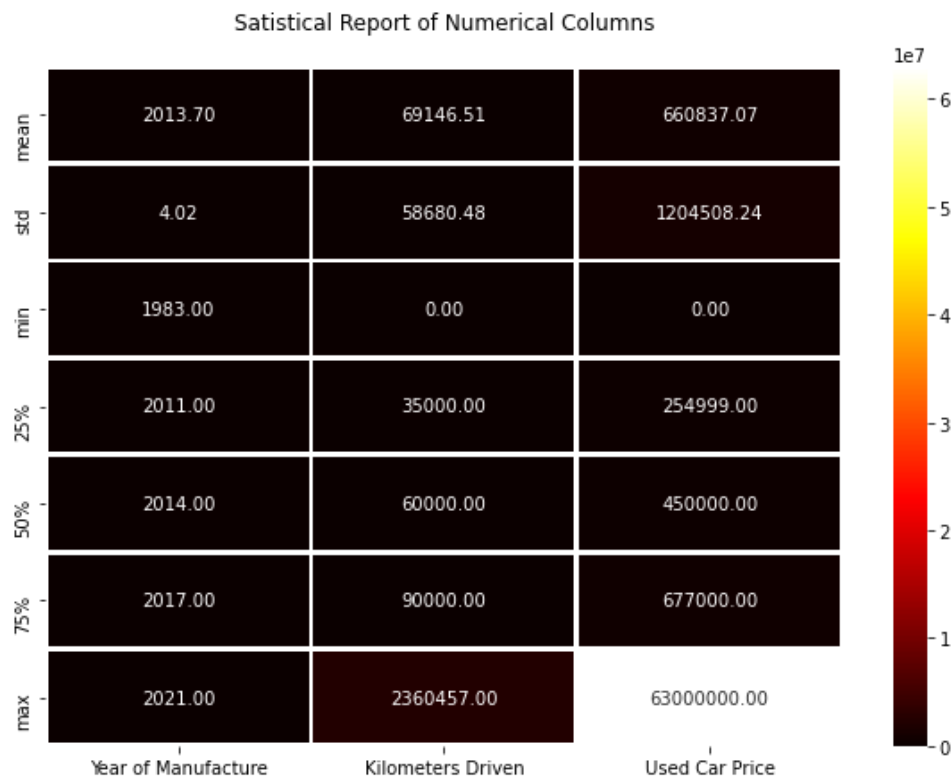 Satistical Report of Numerical Columns
1e7
mean 2013.70 69146.51 660837.07
std 4.02 58680.48 1204508.24
min 1983.00 0.00 0.00
25% 2011.00 35000.00 254999.00
50% 2014.00 60000.00 450000.00
75% 2017.00 90000.00 677000.00
max 2021.00 2360457.00 63000000.00
Year of Manufacture Kilometers Driven Used Car Price
6
5
4
3
2
1
0